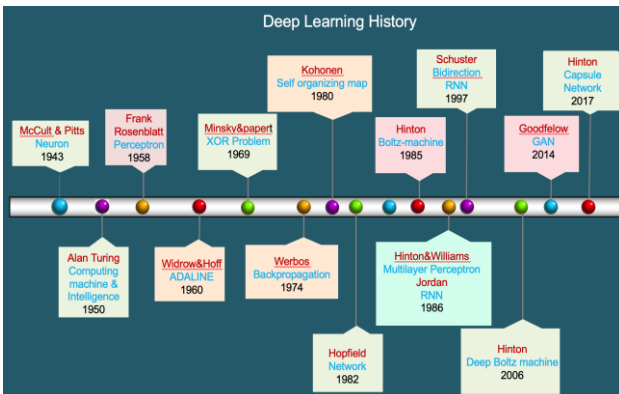 Deep Learning History
McCult & Pitts
Neuron
1943
Alan Turing
Computing
machine &
Intelligence
1950
Frank
Rosenblatt
Perceptron
1958
Widrow&Hoff
ADALINE
1960
Minsky&papert
XOR Problem
1969
Werbos
Backpropagation
1974
Kohonen
Self organizing map
1980
Hopfield
Network
1982
Hinton
Boltz-machine
1985
Hinton&Williams
Multilayer Perceptron
Jordan
RNN
1986
Schuster
Bidirection
RNN
1997
Hinton
Deep Boltz machine
2006
Goodfelow
GAN
2014
Hinton
Capsule
Network
2017